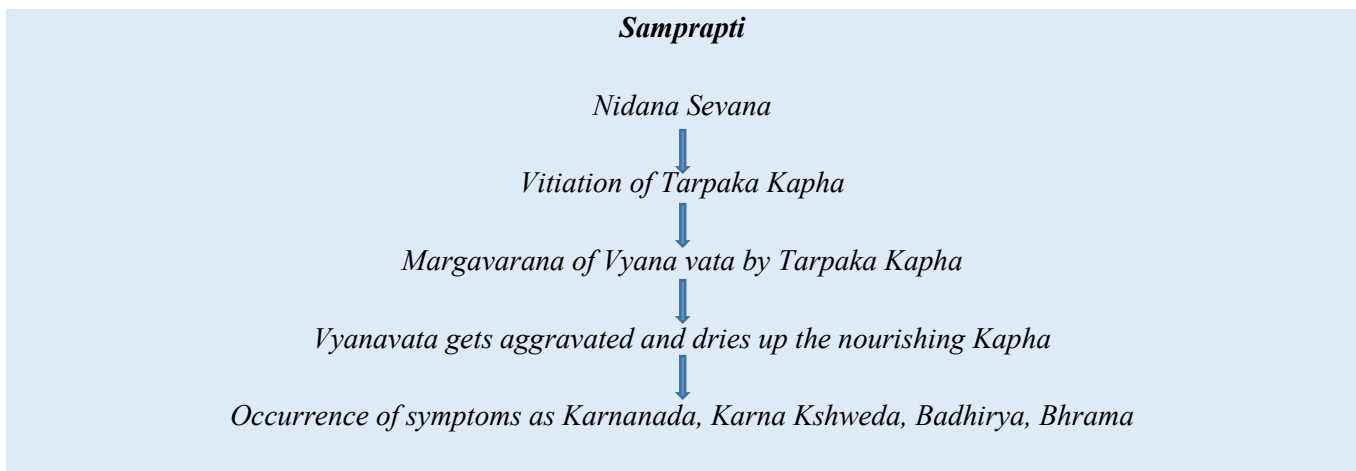 Samprapti
Nidana Sevana
Vitiation of Tarpaka Kapha
Margavarana of Vyana vata by Tarpaka Kapha
Vyanavata gets aggravated and dries up the nourishing Kapha
Occurrence of symptoms as Karnanada, Karna Kshweda, Badhirya, Bhrama